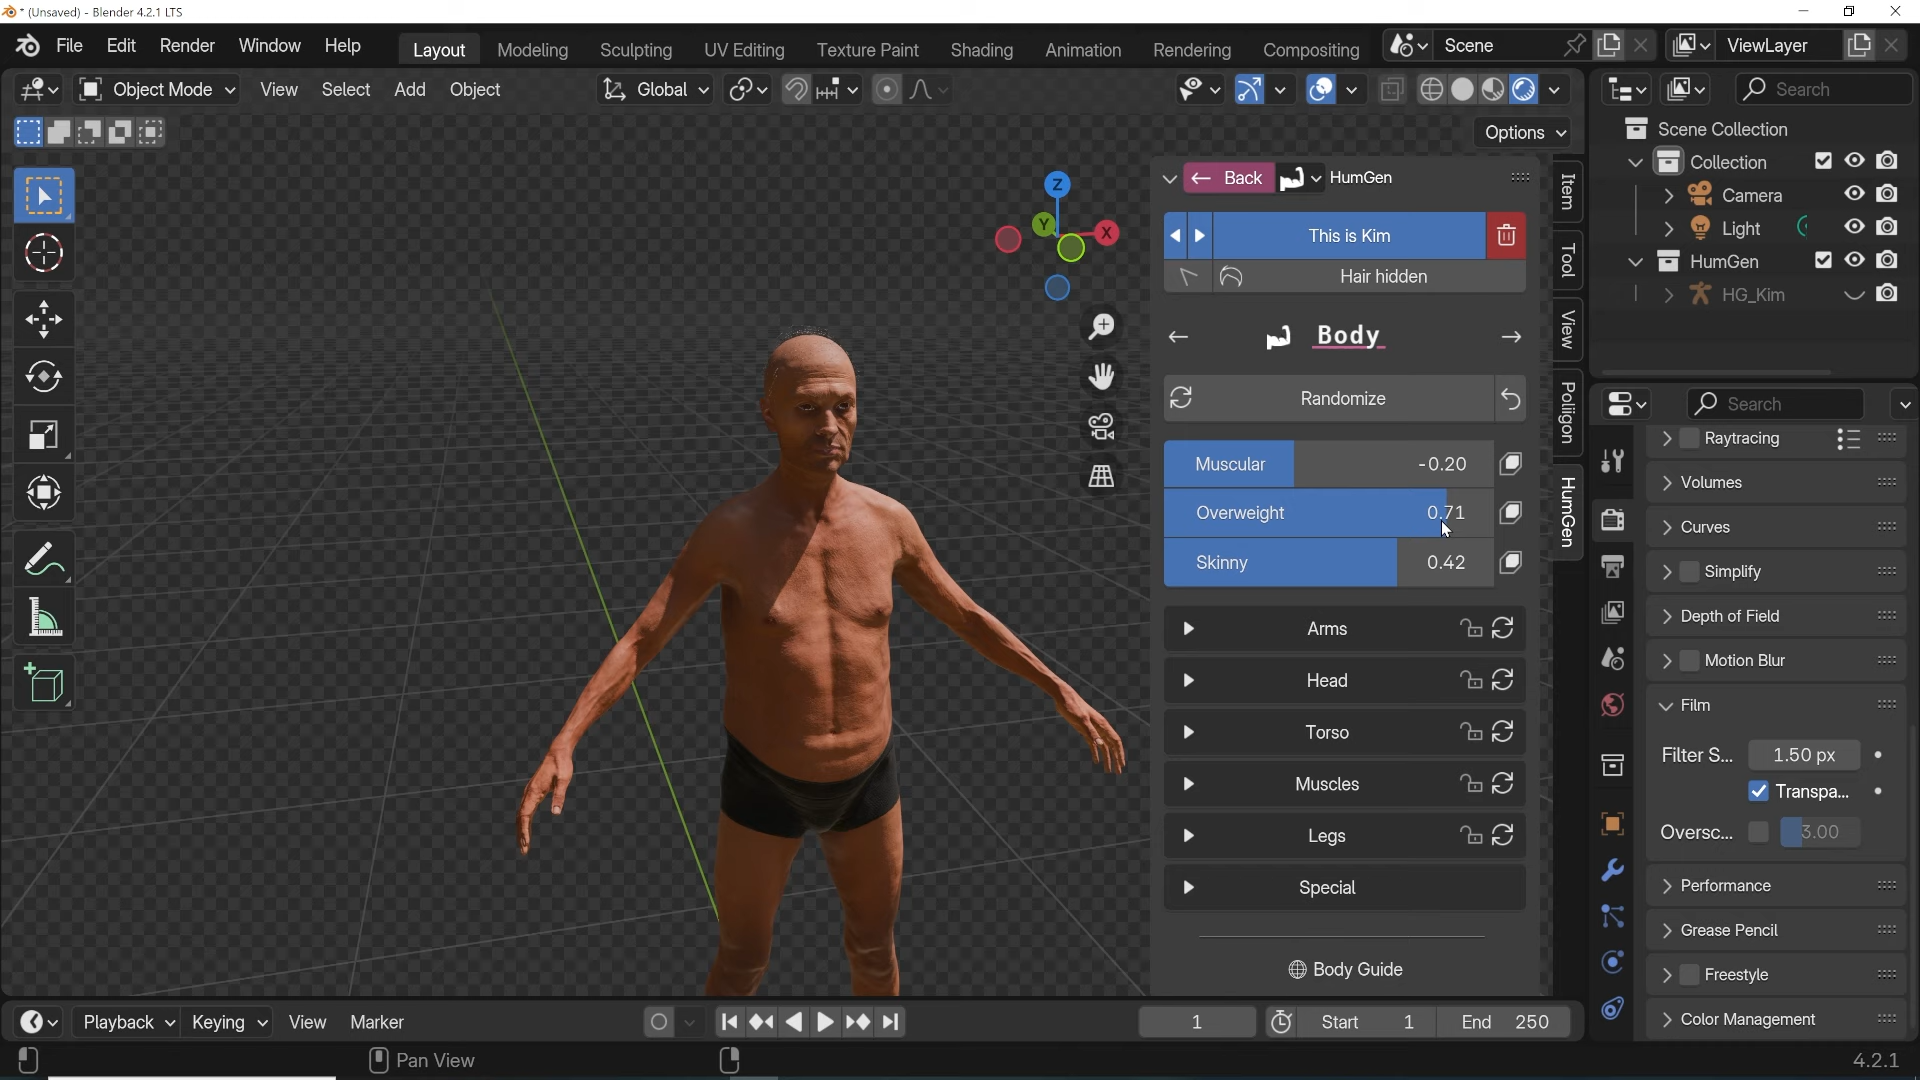 * (Unsaved) - Blender 4.2.1 LTS
File Edit Render Window Help Layout Modeling Sculpting UV Editing Texture Paint Shading Animation Rendering Compositing Scene ViewLayer
Object Mode View Select Add Object Global Search
Options
Scene Collection
Collection
Camera
Light
HumGen
HG_Kim
Z
Y
X
Back HumGen
This is Kim
Hair hidden
Body
Randomize
Muscular -0.20
Overweight 0.71
Skinny 0.42
Arms
Head
Torso
Muscles
Legs
Special
Body Guide
Item
Tool
View
Poliigon
HumGen
Search
Raytracing
Volumes
Curves
Simplify
Depth of Field
Motion Blur
Film
Filter S... 1.50 px
Transpa...
Oversc... 3.00
Performance
Grease Pencil
Freestyle
Color Management
Playback Keying View Marker 1 Start 1 End 250
Pan View 4.2.1